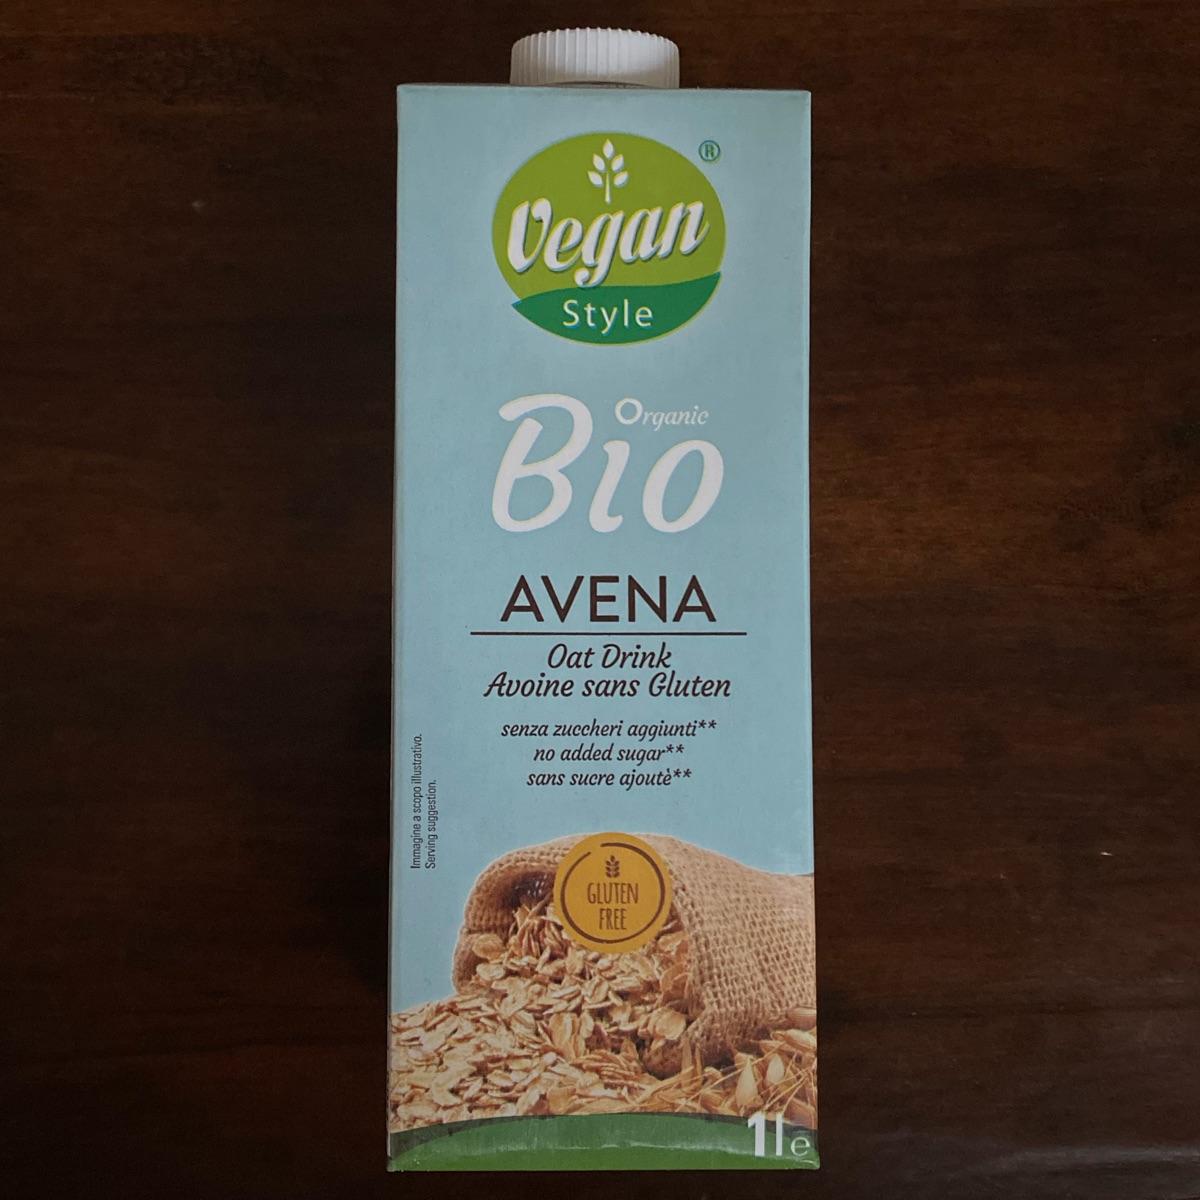 Vegan
®
Style
Organic
Bio
AVENA
Oat Drink
Avoine sans Gluten
senza zuccheri aggiunti**
no added sugar**
sans sucre ajoutè**
Immagine a scopo illustrativo.
Serving suggestion.
GLUTEN
FREE
1l e